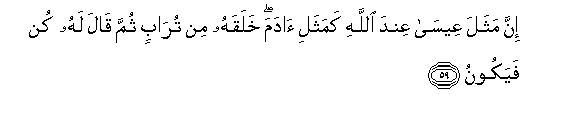 إِنَّ مَثَلَ عِيسَىٰ عِندَ ٱللَّهِ كَمَثَلِ ءَادَمَ ۖ خَلَقَهُۥ مِن تُرَابٍۢ ثُمَّ قَالَ لَهُۥ كُن
فَيَكُونُ ٥٩